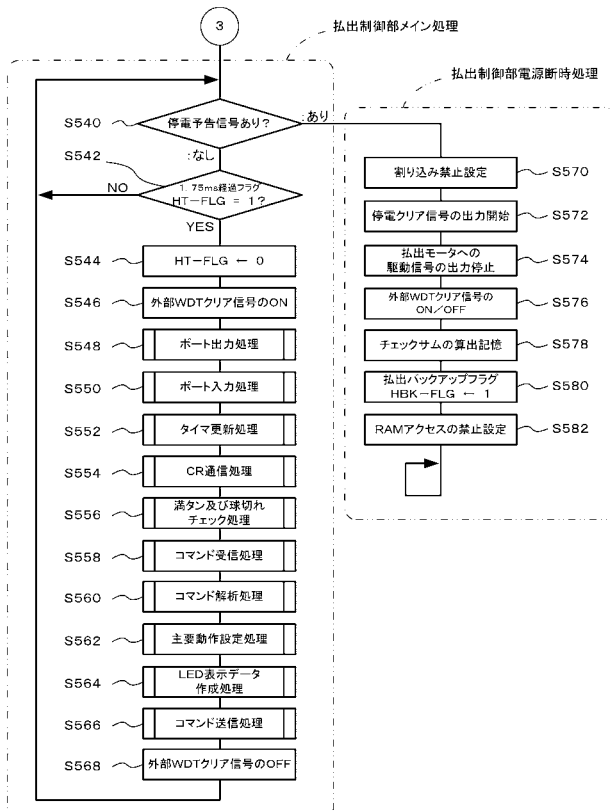 3
払出制御部メイン処理
払出制御部電源断時処理
S540
停電予告信号あり?
:あり
:なし
S542
1.75ms経過フラグ
HT-FLG = 1?
NO
YES
S544
HT-FLG ← 0
S546
外部WDTクリア信号のON
S548
ポート出力処理
S550
ポート入力処理
S552
タイマ更新処理
S554
CR通信処理
S556
満タン及び球切れ
チェック処理
S558
コマンド受信処理
S560
コマンド解析処理
S562
主要動作設定処理
S564
LED表示データ
作成処理
S566
コマンド送信処理
S568
外部WDTクリア信号のOFF
割り込み禁止設定
S570
停電クリア信号の出力開始
S572
払出モータへの
駆動信号の出力停止
S574
外部WDTクリア信号の
ON/OFF
S576
チェックサムの算出記憶
S578
払出バックアップフラグ
HBK-FLG ← 1
S580
RAMアクセスの禁止設定
S582